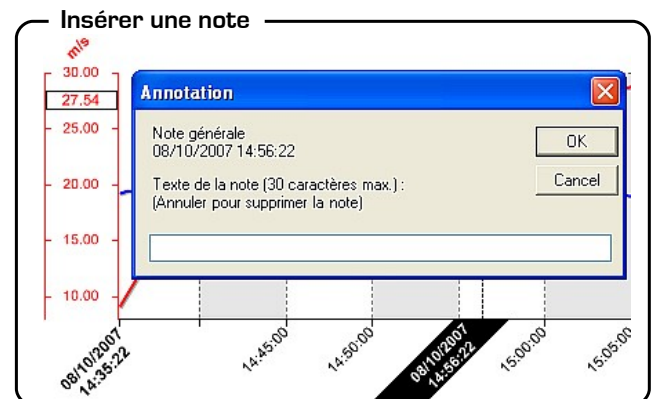 Insérer une note
m/s
30.00
27.54
25.00
20.00
15.00
10.00
Annotation
Note générale
08/10/2007 14:56:22
Texte de la note (30 caractères max.) :
(Annuler pour supprimer la note)
OK
Cancel
08/10/2007
14:35:22
14:45:00
14:50:00
08/10/2007
14:56:22
15:00:00
15:05:00